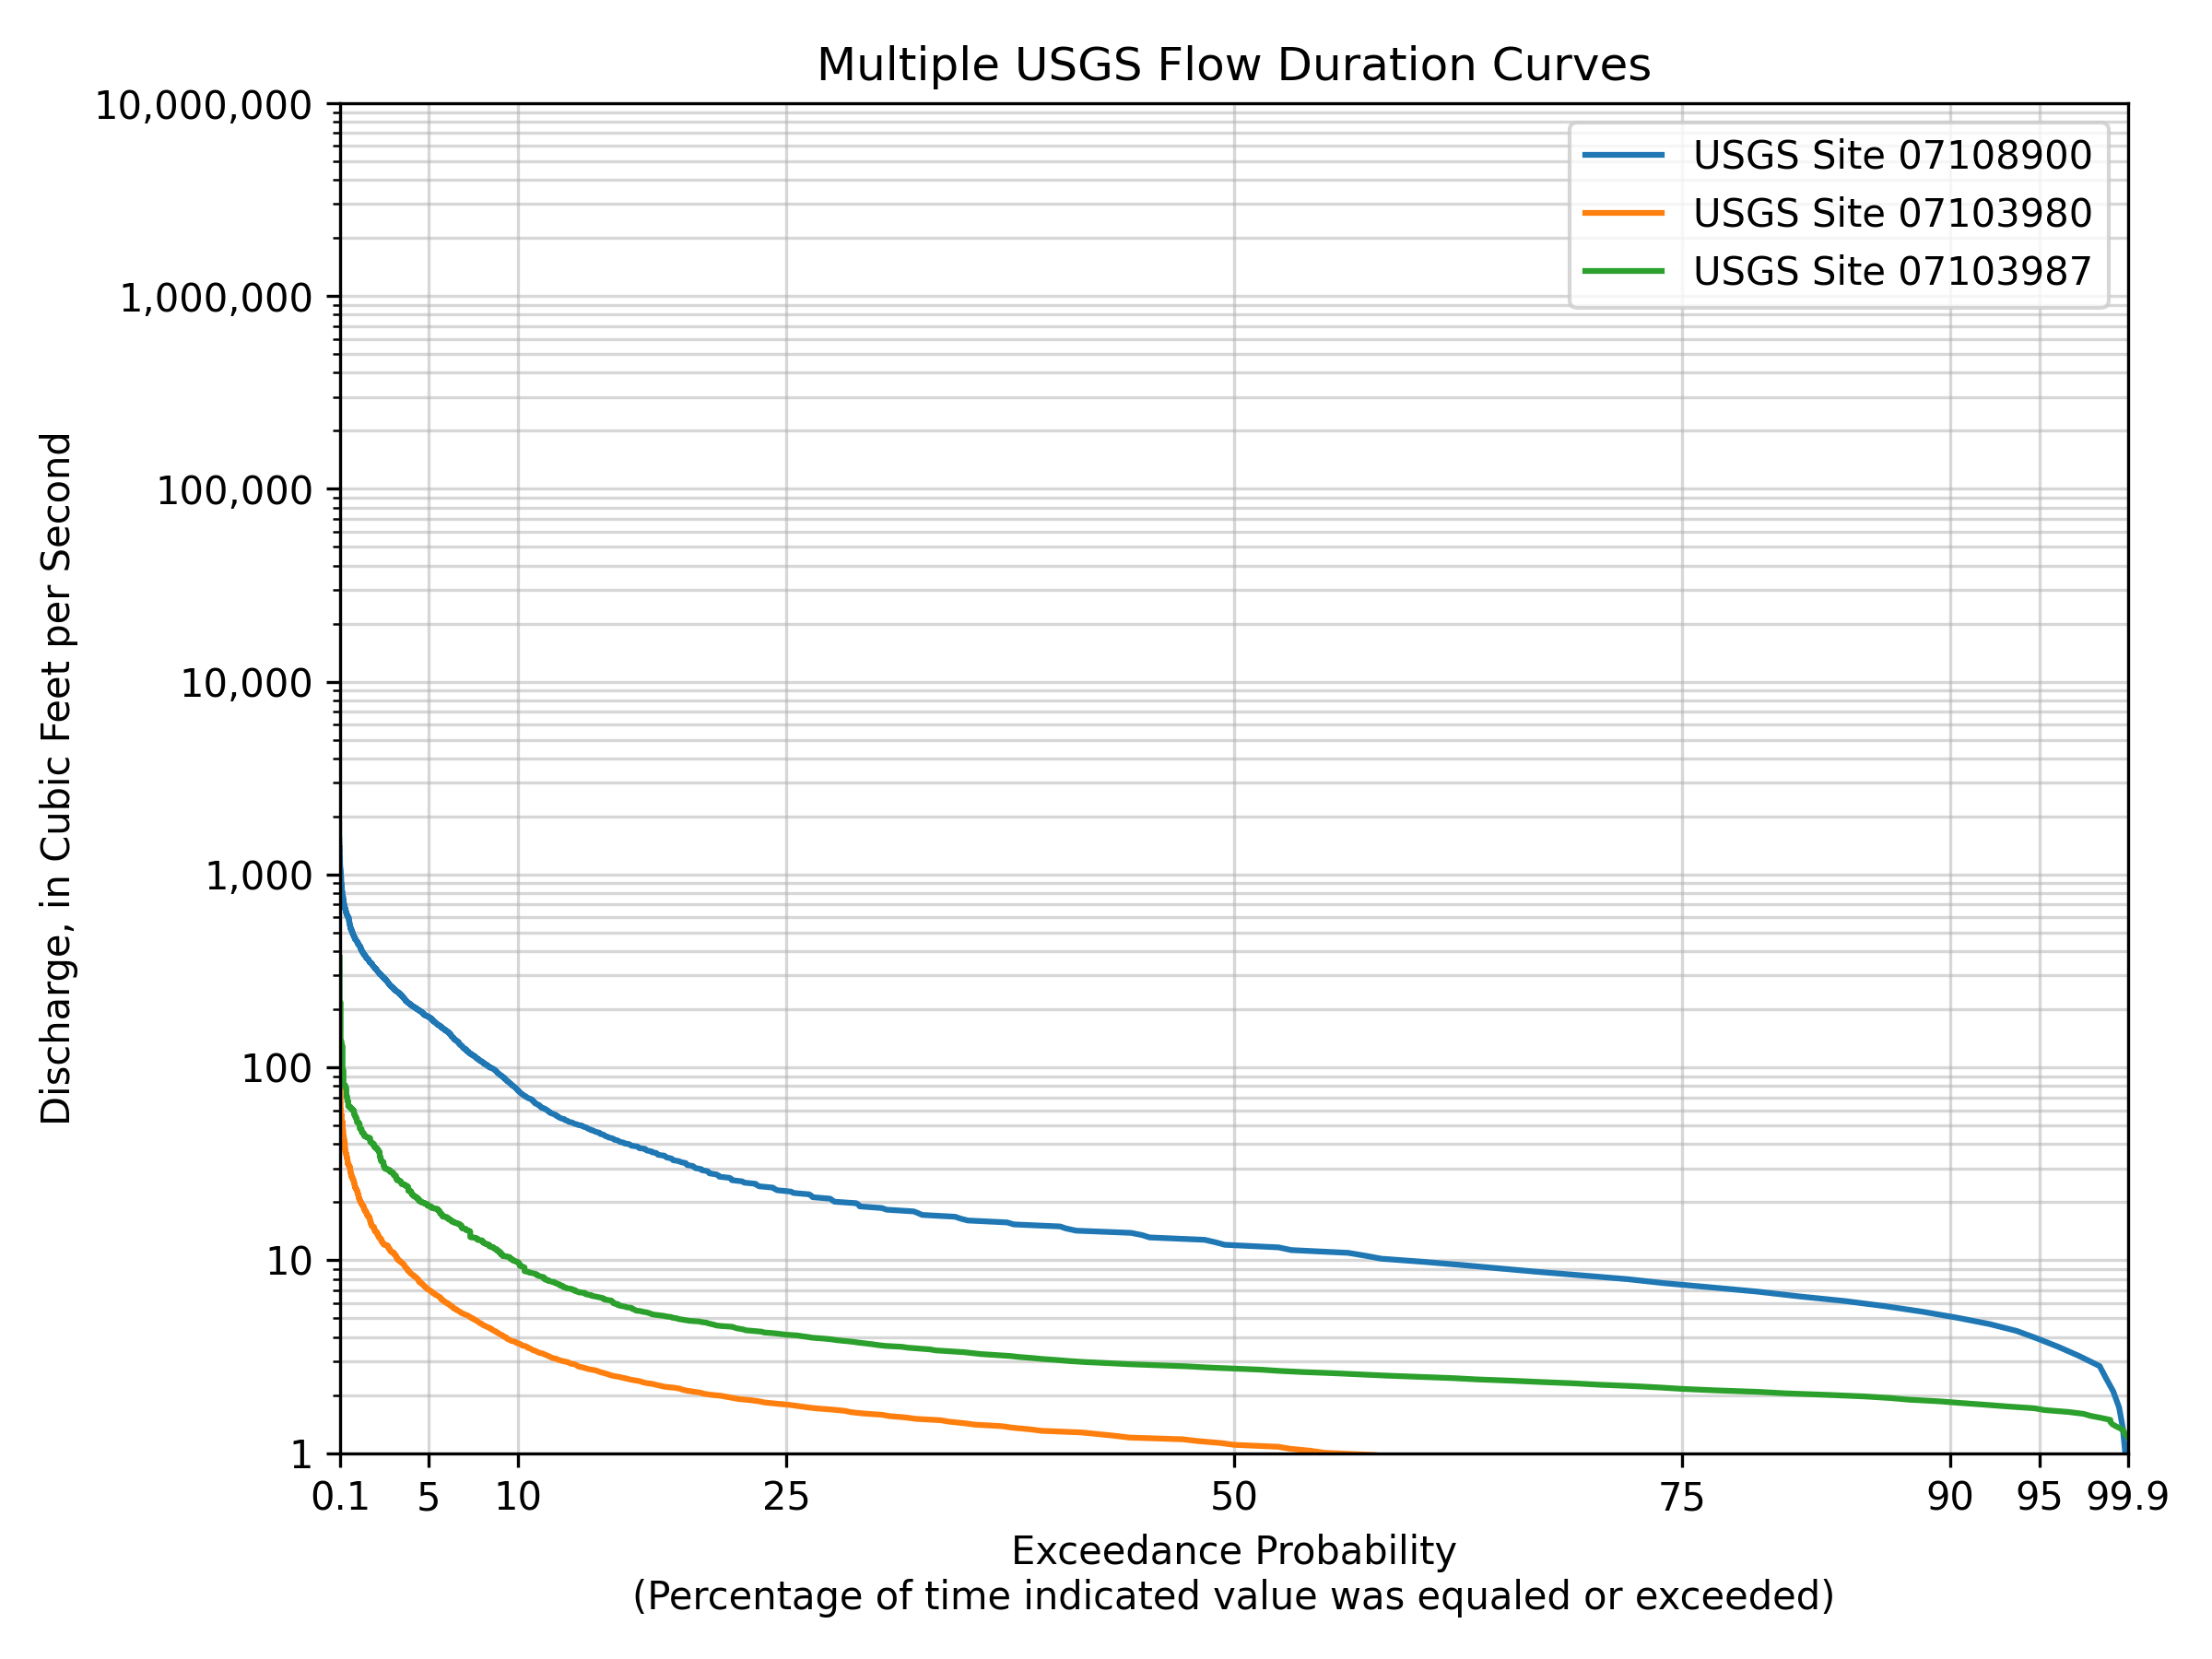 Multiple USGS Flow Duration Curves
10,000,000
1,000,000
100,000
10,000
1,000
100
10
1
Discharge, in Cubic Feet per Second
USGS Site 07108900
USGS Site 07103980
USGS Site 07103987
0.1 5 10 25 50 75 90 95 99.9
Exceedance Probability
(Percentage of time indicated value was equaled or exceeded)